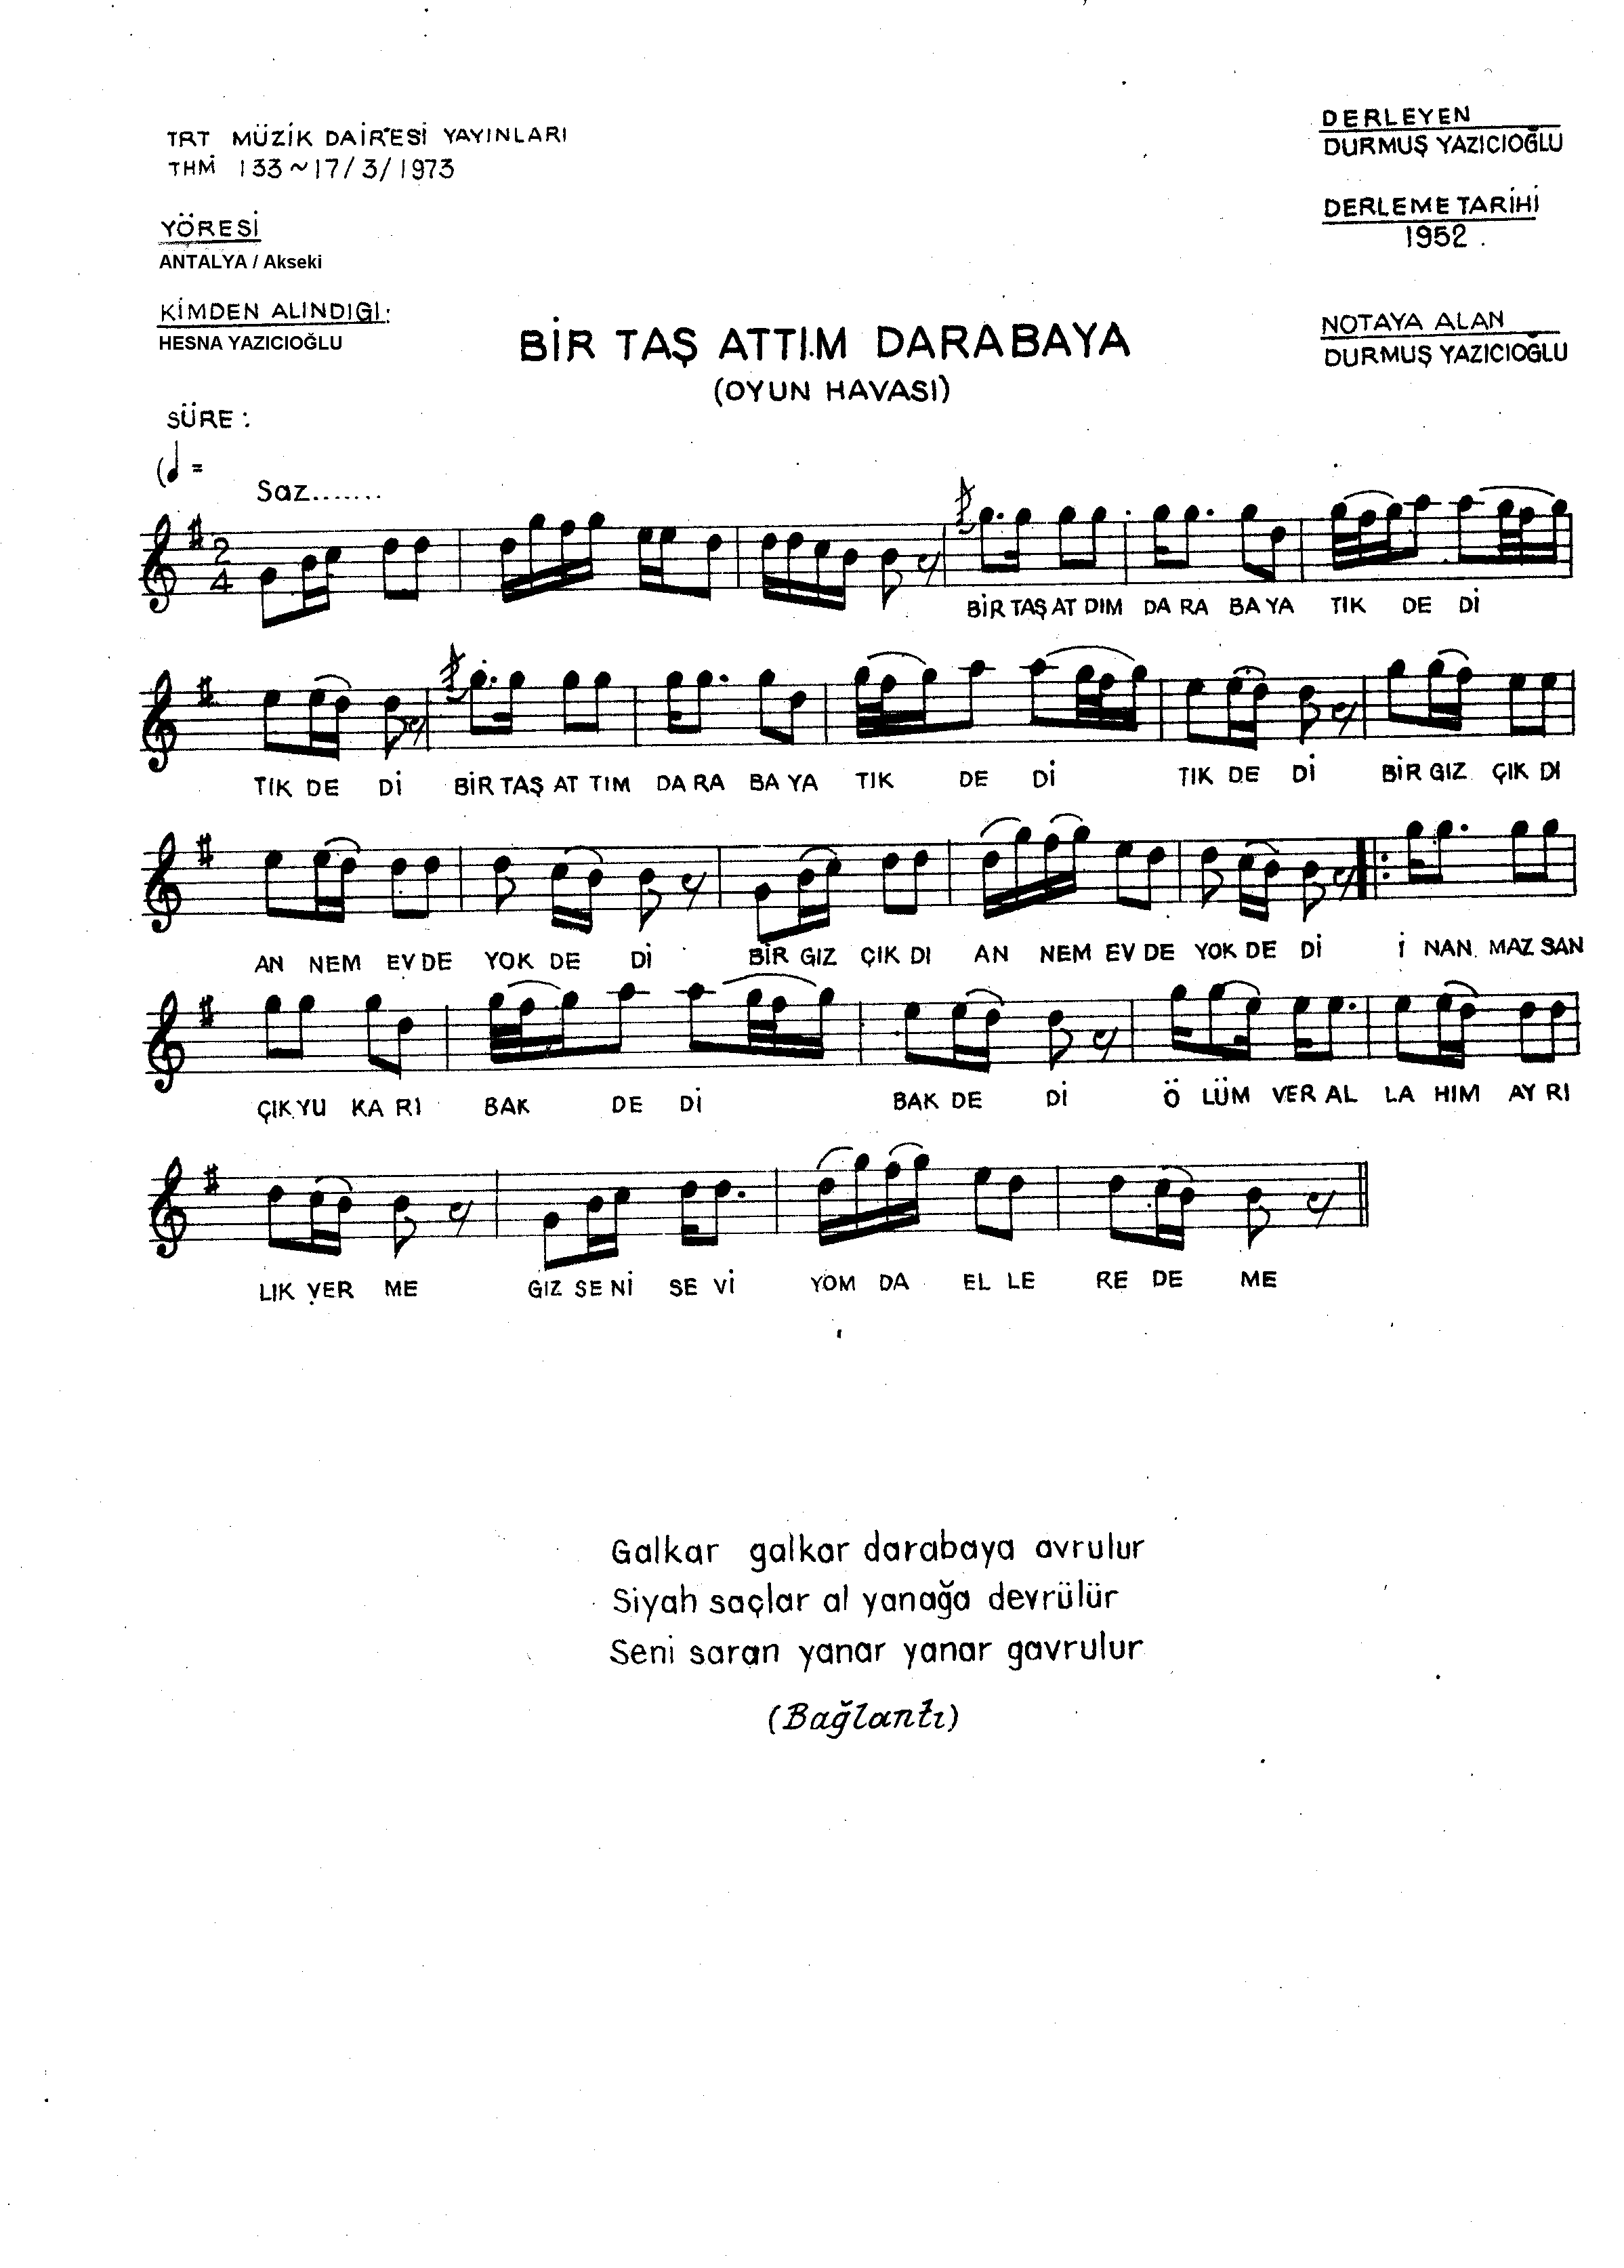 TRT MÜZİK DAİRESİ YAYINLARI
THM 133~17/3/1973
YÖRESİ
ANTALYA / Akseki
KİMDEN ALINDIGI:
HESNA YAZICIOĞLU
SÜRE :
DERLEYEN
DURMUŞ YAZICIOĞLU
DERLEME TARİHİ
1952.
NOTAYA ALAN
DURMUŞ YAZICIOĞLU
BİR TAŞ ATTIM DARABAYA
(OYUN HAVASI)
(♩ =
Saz.......
2
4
BİR TAŞ AT DIM DA RA BA YA TIK DE Dİ
TIK DE Dİ BİR TAŞ AT TIM DA RA BA YA TIK DE Dİ TIK DE Dİ BİR GIZ ÇIK DI
AN NEM EV DE YOK DE Dİ BİR GIZ ÇIK DI AN NEM EV DE YOK DE Dİ İ NAN MAZ SAN
ÇIK YU KA RI BAK DE Dİ BAK DE Dİ Ö LÜM VER AL LA HIM AY RI
LIK VER ME GIZ SE Nİ SE Vİ YOM DA EL LE RE DE ME
Galkar galkar darabaya avrulur
Siyah saçlar al yanağa devrülür
Seni saran yanar yanar gavrulur
(Bağlantı)